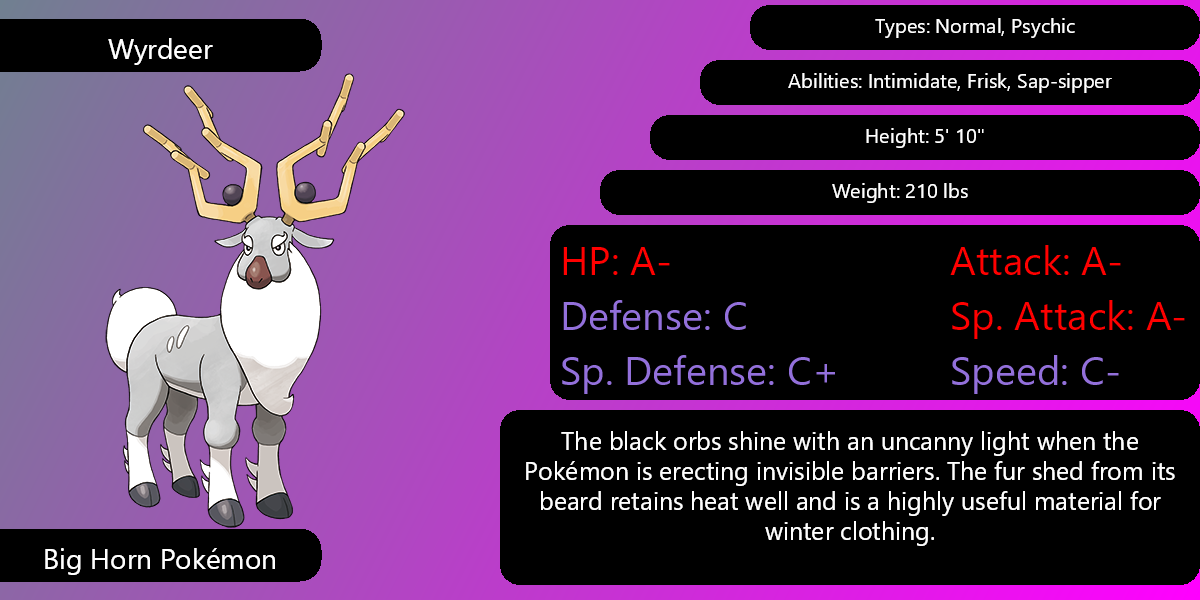 Wyrdeer
Types: Normal, Psychic
Abilities: Intimidate, Frisk, Sap-sipper
Height: 5' 10"
Weight: 210 lbs
HP: A-
Attack: A-
Defense: C
Sp. Attack: A-
Sp. Defense: C+
Speed: C-
The black orbs shine with an uncanny light when the
Pokémon is erecting invisible barriers. The fur shed from its
beard retains heat well and is a highly useful material for
winter clothing.
Big Horn Pokémon